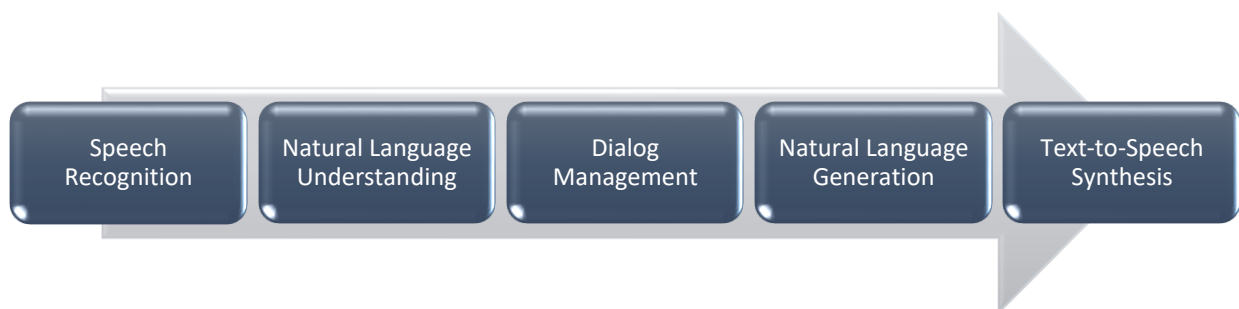 Speech
Recognition
Natural Language
Understanding
Dialog
Management
Natural Language
Generation
Text-to-Speech
Synthesis